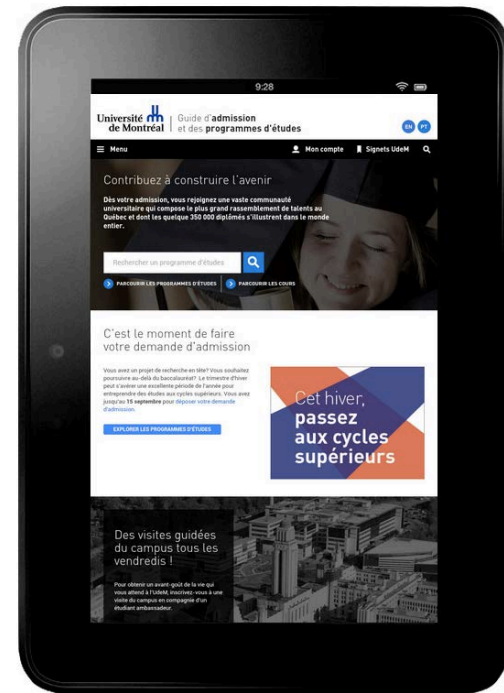 9:28
Université
de Montréal
Guide d'admission
et des programmes d'études
EN PT
Menu
Mon compte Signets UdeM
Contribuez à construire l'avenir
Dès votre admission, vous rejoignez une vaste communauté
universitaire qui compose le plus grand rassemblement de talents au
Québec et dont les quelque 350 000 diplômés s'illustrent dans le monde
entier.
Rechercher un programme d'études
PARCOURIR LES PROGRAMMES D'ÉTUDES PARCOURIR LES COURS
C'est le moment de faire
votre demande d'admission
Vous avez un projet de recherche en tête? Vous souhaitez
poursuivre au-delà du baccalauréat? Le trimestre d'hiver
peut s'avérer une excellente période de l'année pour
entreprendre des études aux cycles supérieurs. Vous avez
jusqu'au 15 septembre pour déposer votre demande
d'admission.
EXPLORER LES PROGRAMMES D'ÉTUDES
Cet hiver,
passez
aux cycles
supérieurs
Des visites guidées
du campus tous les
vendredis !
Pour obtenir un avant-goût de la vie qui
vous attend à l'UdeM, inscrivez-vous à une
visite du campus en compagnie d'un
étudiant ambassadeur.